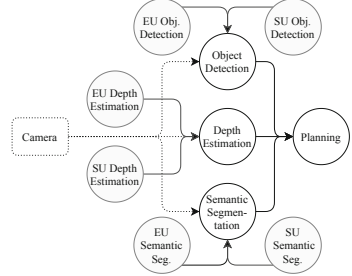 EU Obj.
Detection
SU Obj.
Detection
Object
Detection
EU Depth
Estimation
Camera
Depth
Estimation
Planning
SU Depth
Estimation
Semantic
Segmen-
tation
EU
Semantic
Seg.
SU
Semantic
Seg.